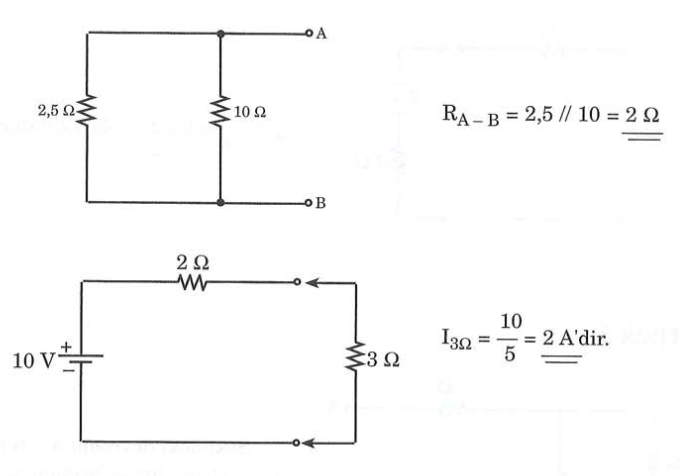 A
2,5 Ω
10 Ω
R_A – B = 2,5 // 10 = 2 Ω
B
2 Ω
10 V
+
–
3 Ω
I_3Ω = 10/5 = 2 A'dir.